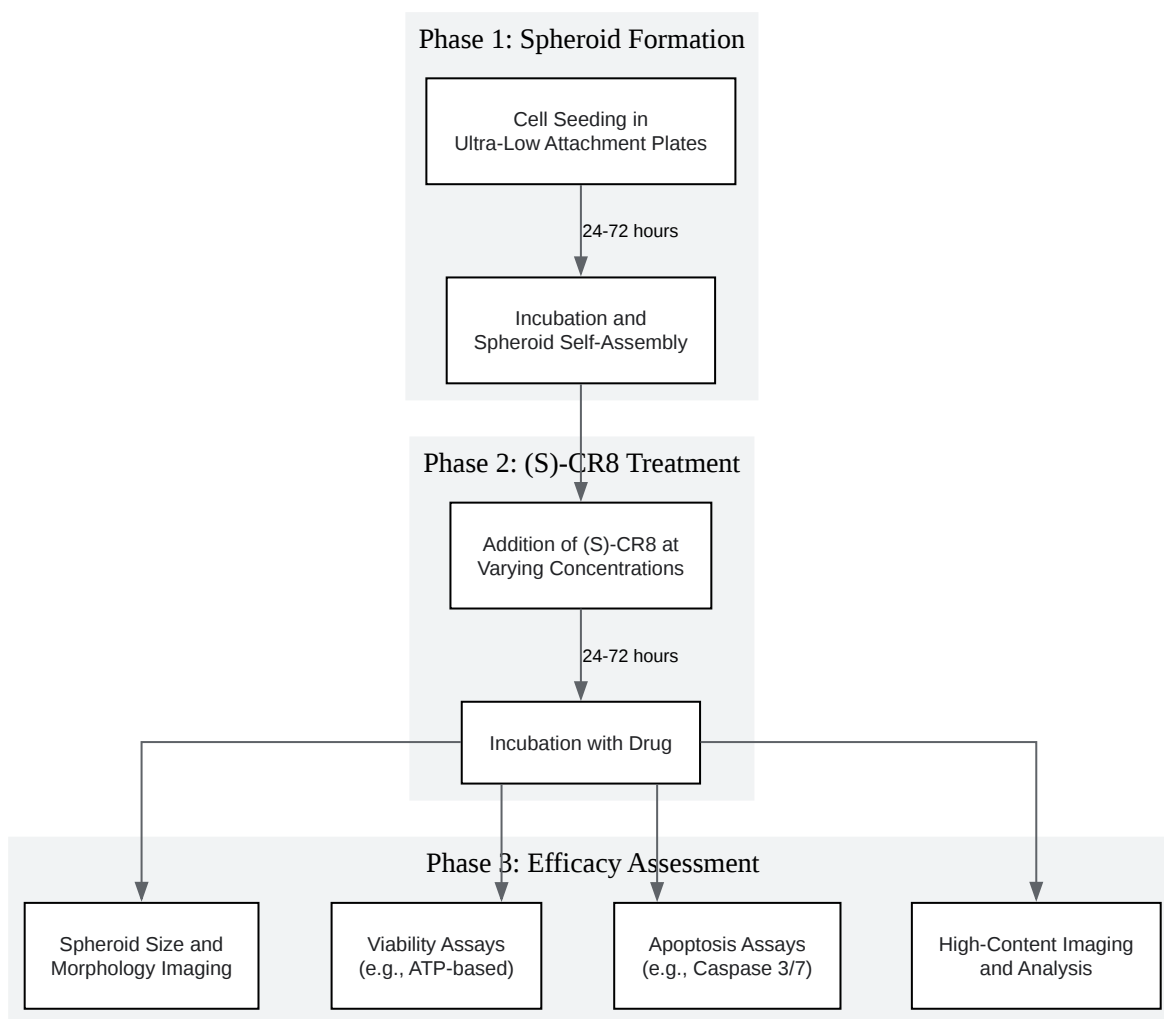 Phase 1: Spheroid Formation
Cell Seeding in
Ultra-Low Attachment Plates
24-72 hours
Incubation and
Spheroid Self-Assembly
Phase 2: (S)-CR8 Treatment
Addition of (S)-CR8 at
Varying Concentrations
24-72 hours
Incubation with Drug
Phase 3: Efficacy Assessment
Spheroid Size and
Morphology Imaging
Viability Assays
(e.g., ATP-based)
Apoptosis Assays
(e.g., Caspase 3/7)
High-Content Imaging
and Analysis